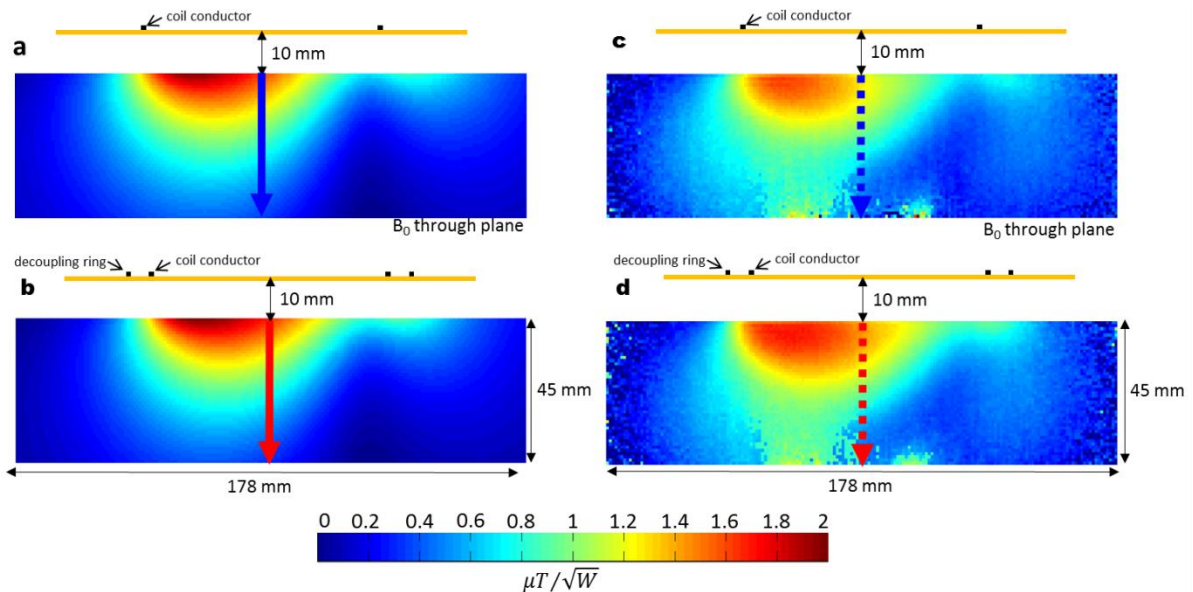 coil conductor
a
10 mm
B₀ through plane
coil conductor
c
10 mm
B₀ through plane
decoupling ring
coil conductor
b
10 mm
45 mm
178 mm
decoupling ring
coil conductor
d
10 mm
45 mm
178 mm
0 0.2 0.4 0.6 0.8 1 1.2 1.4 1.6 1.8 2
μT/√W